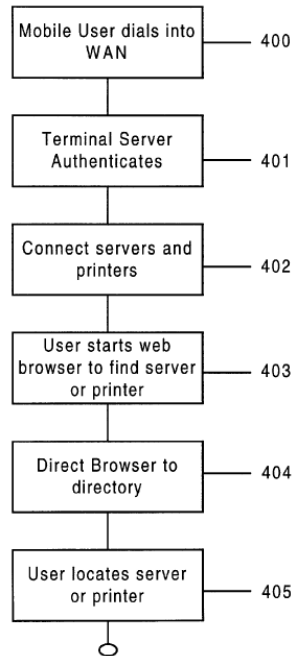 Mobile User dials into
WAN
400
Terminal Server
Authenticates
401
Connect servers and
printers
402
User starts web
browser to find server
or printer
403
Direct Browser to
directory
404
User locates server
or printer
405